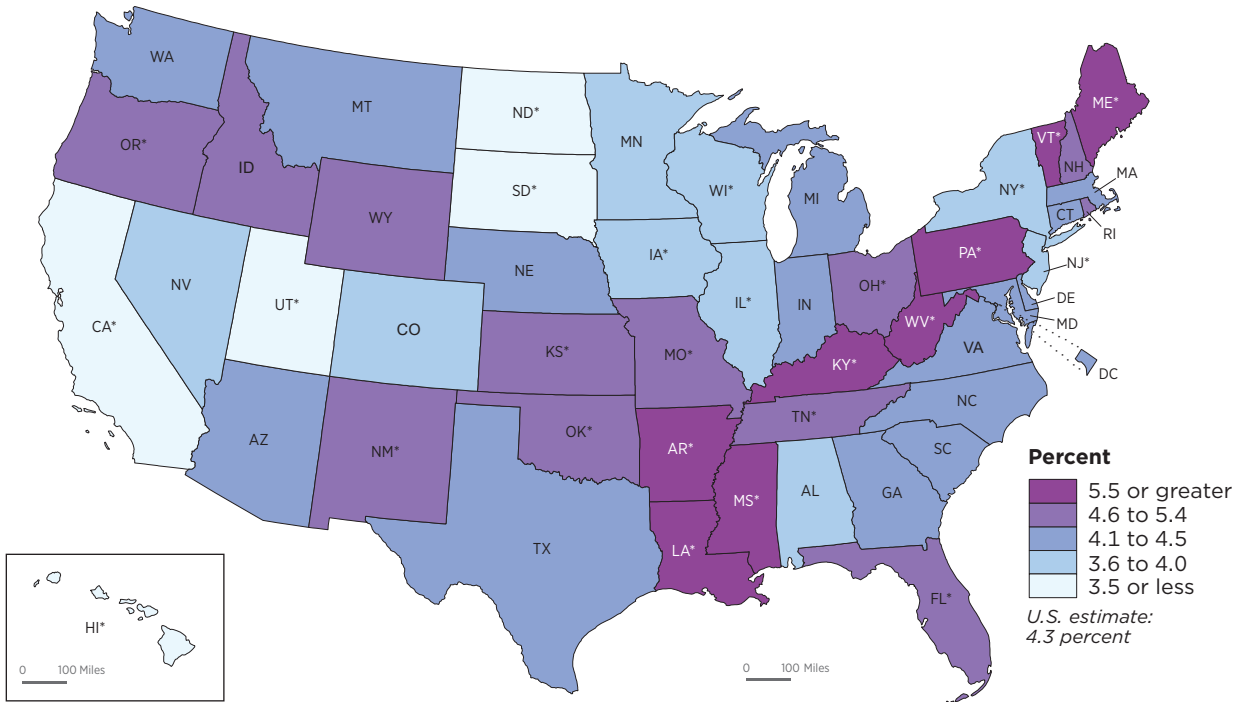 WA
MT
ND*
MN
ME*
VT*
NH
OR*
ID
SD*
WI*
MI
NY*
MA
WY
CT
RI
IA*
PA*
NJ*
NE
NV
UT*
CO
IL*
IN
OH*
DE
MD
CA*
WV*
VA
KS*
MO*
KY*
DC
NC
TN*
AZ
NM*
OK*
AR*
SC
MS*
AL
GA
TX
LA*
FL*
Percent
5.5 or greater
4.6 to 5.4
4.1 to 4.5
3.6 to 4.0
3.5 or less
U.S. estimate:
4.3 percent
HI*
0 100 Miles
0 100 Miles